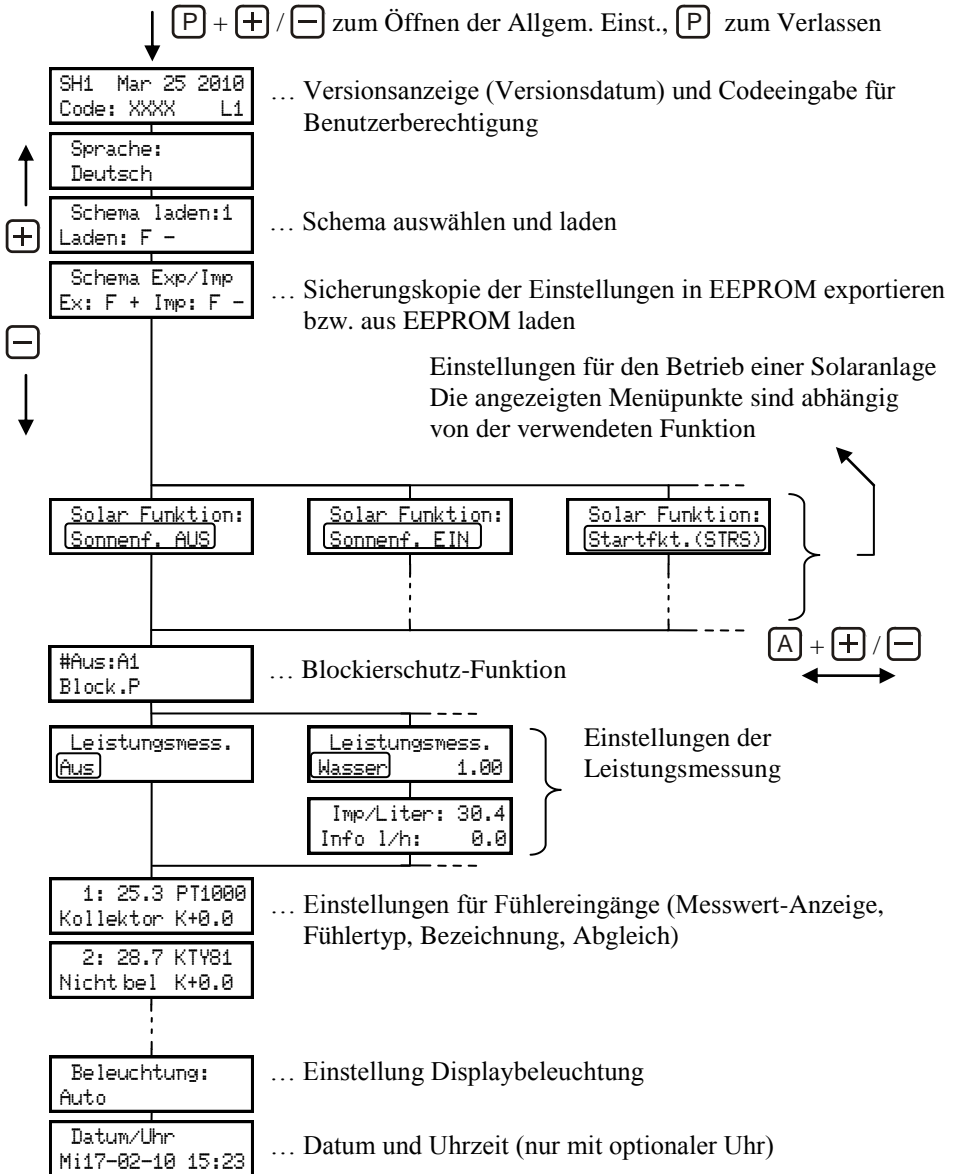 P + + / − zum Öffnen der Allgem. Einst., P zum Verlassen
SH1 Mar 25 2010
Code: XXXX L1
… Versionsanzeige (Versionsdatum) und Codeeingabe für
Benutzerberechtigung
Sprache:
Deutsch
+
Schema laden:1
Laden: F -
… Schema auswählen und laden
Schema Exp/Imp
Ex: F + Imp: F -
… Sicherungskopie der Einstellungen in EEPROM exportieren
bzw. aus EEPROM laden
−
Einstellungen für den Betrieb einer Solaranlage
Die angezeigten Menüpunkte sind abhängig
von der verwendeten Funktion
Solar Funktion:
Sonnenf. AUS
Solar Funktion:
Sonnenf. EIN
Solar Funktion:
Startfkt.(STRS)
A + + / −
#Aus:A1
Block.P
… Blockierschutz-Funktion
Leistungsmess.
Aus
Leistungsmess.
Wasser 1.00
Imp/Liter: 30.4
Info l/h: 0.0
Einstellungen der
Leistungsmessung
1: 25.3 PT1000
Kollektor K+0.0
… Einstellungen für Fühlereingänge (Messwert-Anzeige,
Fühlertyp, Bezeichnung, Abgleich)
2: 28.7 KTY81
Nicht bel K+0.0
Beleuchtung:
Auto
… Einstellung Displaybeleuchtung
Datum/Uhr
Mi17-02-10 15:23
… Datum und Uhrzeit (nur mit optionaler Uhr)